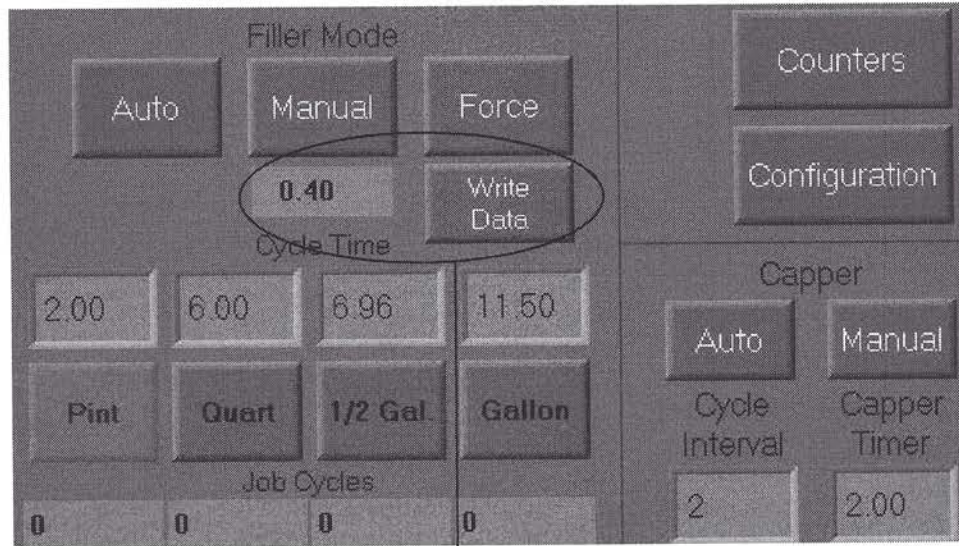 Filler Mode
Auto Manual Force
0.40 Write Data
Cycle Time
2.00 6.00 6.96 11.50
Pint Quart 1/2 Gal. Gallon
Job Cycles
0 0 0 0
Counters
Configuration
Capper
Auto Manual
Cycle Interval Capper Timer
2 2.00